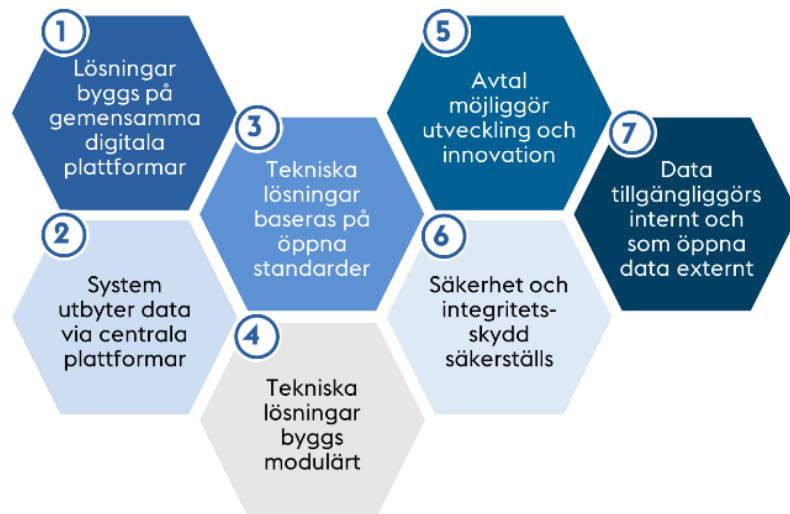 1
Lösningar
byggs på
gemensamma
digitala
plattformar
2
System
utbyter data
via centrala
plattformar
3
Tekniska
lösningar
baseras på
öppna
standarder
4
Tekniska
lösningar
byggs
modulärt
5
Avtal
möjliggör
utveckling och
innovation
6
Säkerhet och
integritets-
skydd
säkerställs
7
Data
tillgängliggörs
internt och
som öppna
data externt